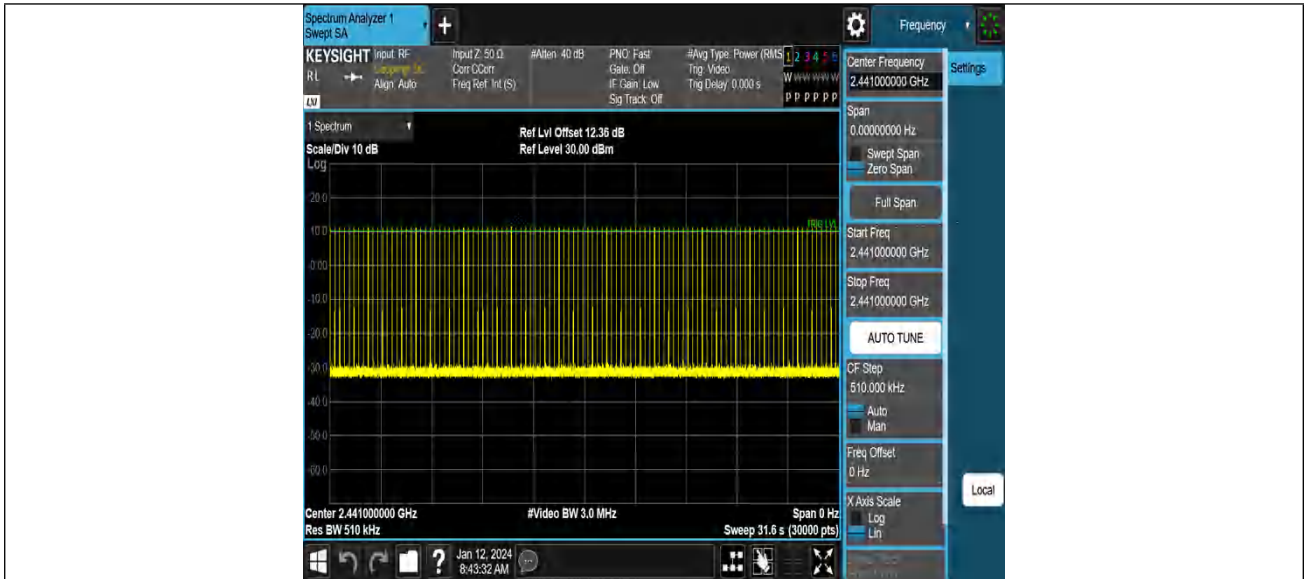 Spectrum Analyzer 1
Swept SA
+
Frequency
KEYSIGHT
RL
LXI
Input: RF
Coupling: DC
Align: Auto
Input Z: 50 Ω
Corr CCorr
Freq Ref: Int (S)
#Atten: 40 dB
PNO: Fast
Gate: Off
IF Gain: Low
Sig Track: Off
#Avg Type: Power (RMS
Trig: Video
Trig Delay: 0.000 s
1 2 3 4 5 6
W W W W W W
P P P P P P
1 Spectrum
Scale/Div 10 dB
Log
Ref Lvl Offset 12.36 dB
Ref Level 30.00 dBm
TRIG LVL
20.0
10.0
0.00
-10.0
-20.0
-30.0
-40.0
-50.0
-60.0
Center 2.441000000 GHz
Res BW 510 kHz
#Video BW 3.0 MHz
Span 0 Hz
Sweep 31.6 s (30000 pts)
Center Frequency
2.441000000 GHz
Settings
Span
0.00000000 Hz
Swept Span
Zero Span
Full Span
Start Freq
2.441000000 GHz
Stop Freq
2.441000000 GHz
AUTO TUNE
CF Step
510.000 kHz
Auto
Man
Freq Offset
0 Hz
X Axis Scale
Log
Lin
Local
?
Jan 12, 2024
8:43:32 AM